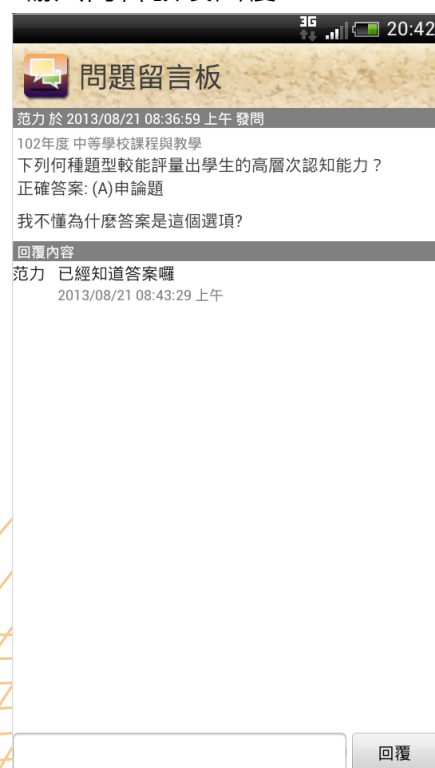 3G 20:42
問題留言板
范力 於 2013/08/21 08:36:59 上午 發問
102年度 中等學校課程與教學
下列何種題型較能評量出學生的高層次認知能力？
正確答案: (A)申論題
我不懂為什麼答案是這個選項?
回覆內容
范力 已經知道答案囉
2013/08/21 08:43:29 上午
回覆